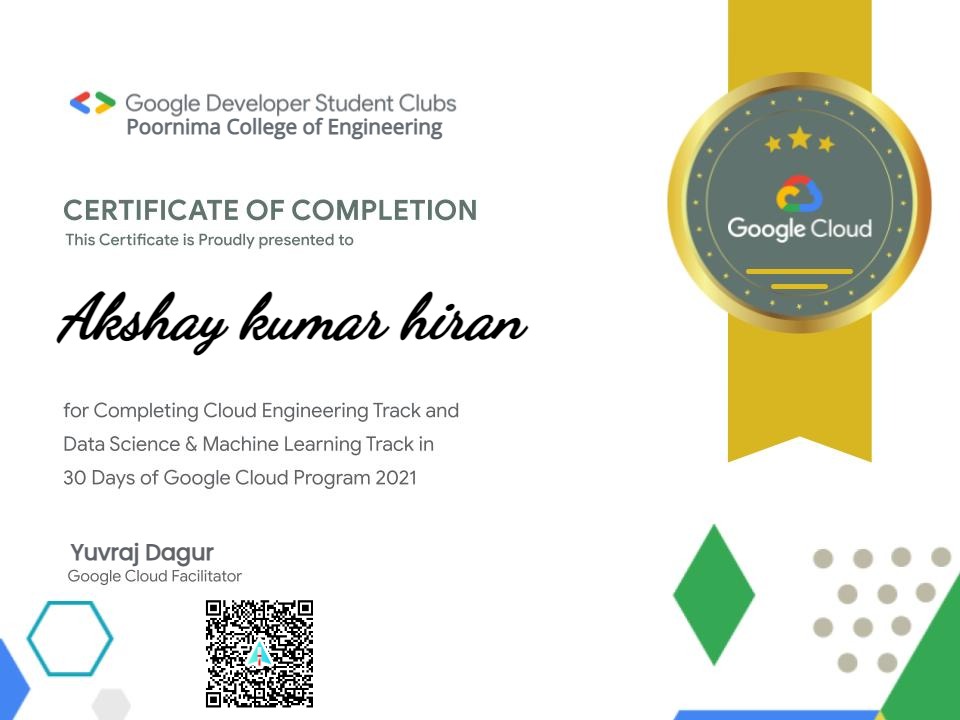 Google Developer Student Clubs
Poornima College of Engineering
CERTIFICATE OF COMPLETION
This Certificate is Proudly presented to
Akshay kumar hiran
for Completing Cloud Engineering Track and
Data Science & Machine Learning Track in
30 Days of Google Cloud Program 2021
Yuvraj Dagur
Google Cloud Facilitator
Google Cloud